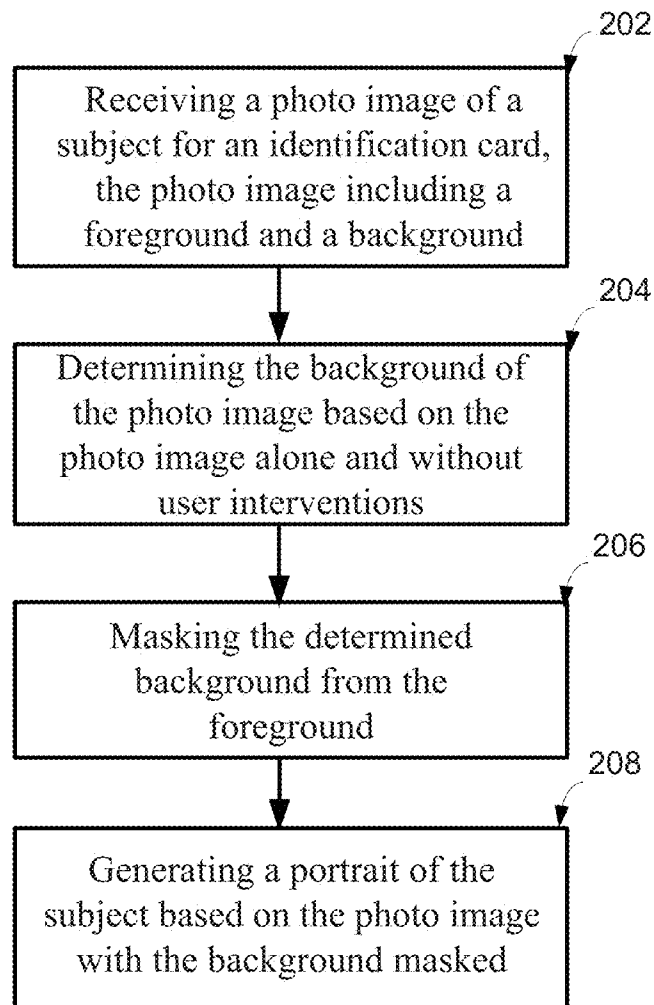 202
Receiving a photo image of a
subject for an identification card,
the photo image including a
foreground and a background
204
Determining the background of
the photo image based on the
photo image alone and without
user interventions
206
Masking the determined
background from the
foreground
208
Generating a portrait of the
subject based on the photo image
with the background masked